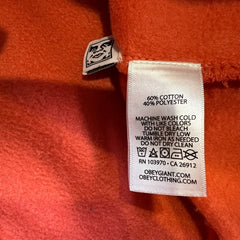 60% COTTON
40% POLYESTER
MACHINE WASH COLD
WITH LIKE COLORS
DO NOT BLEACH
TUMBLE DRY LOW
WARM IRON AS NEEDED
DO NOT DRY CLEAN
RN 103970 • CA 26912
OBEYGIANT.COM
OBEYCLOTHING.COM